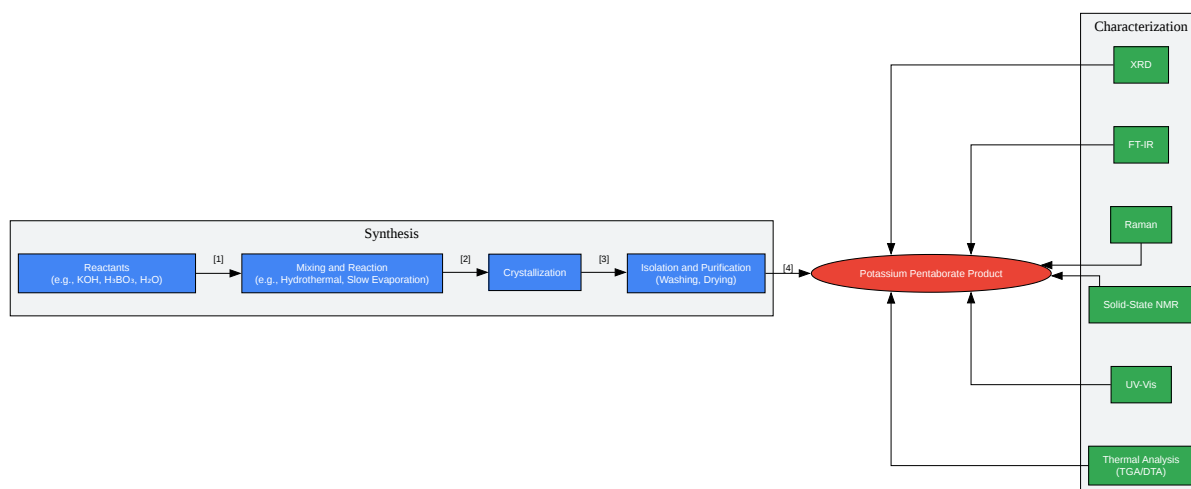 Characterization
XRD
FT-IR
Raman
Synthesis
Reactants
(e.g., KOH, H₃BO₃, H₂O)
[1]
Mixing and Reaction
(e.g., Hydrothermal, Slow Evaporation)
[2]
Crystallization
[3]
Isolation and Purification
(Washing, Drying)
[4]
Potassium Pentaborate Product
Solid-State NMR
UV-Vis
Thermal Analysis
(TGA/DTA)